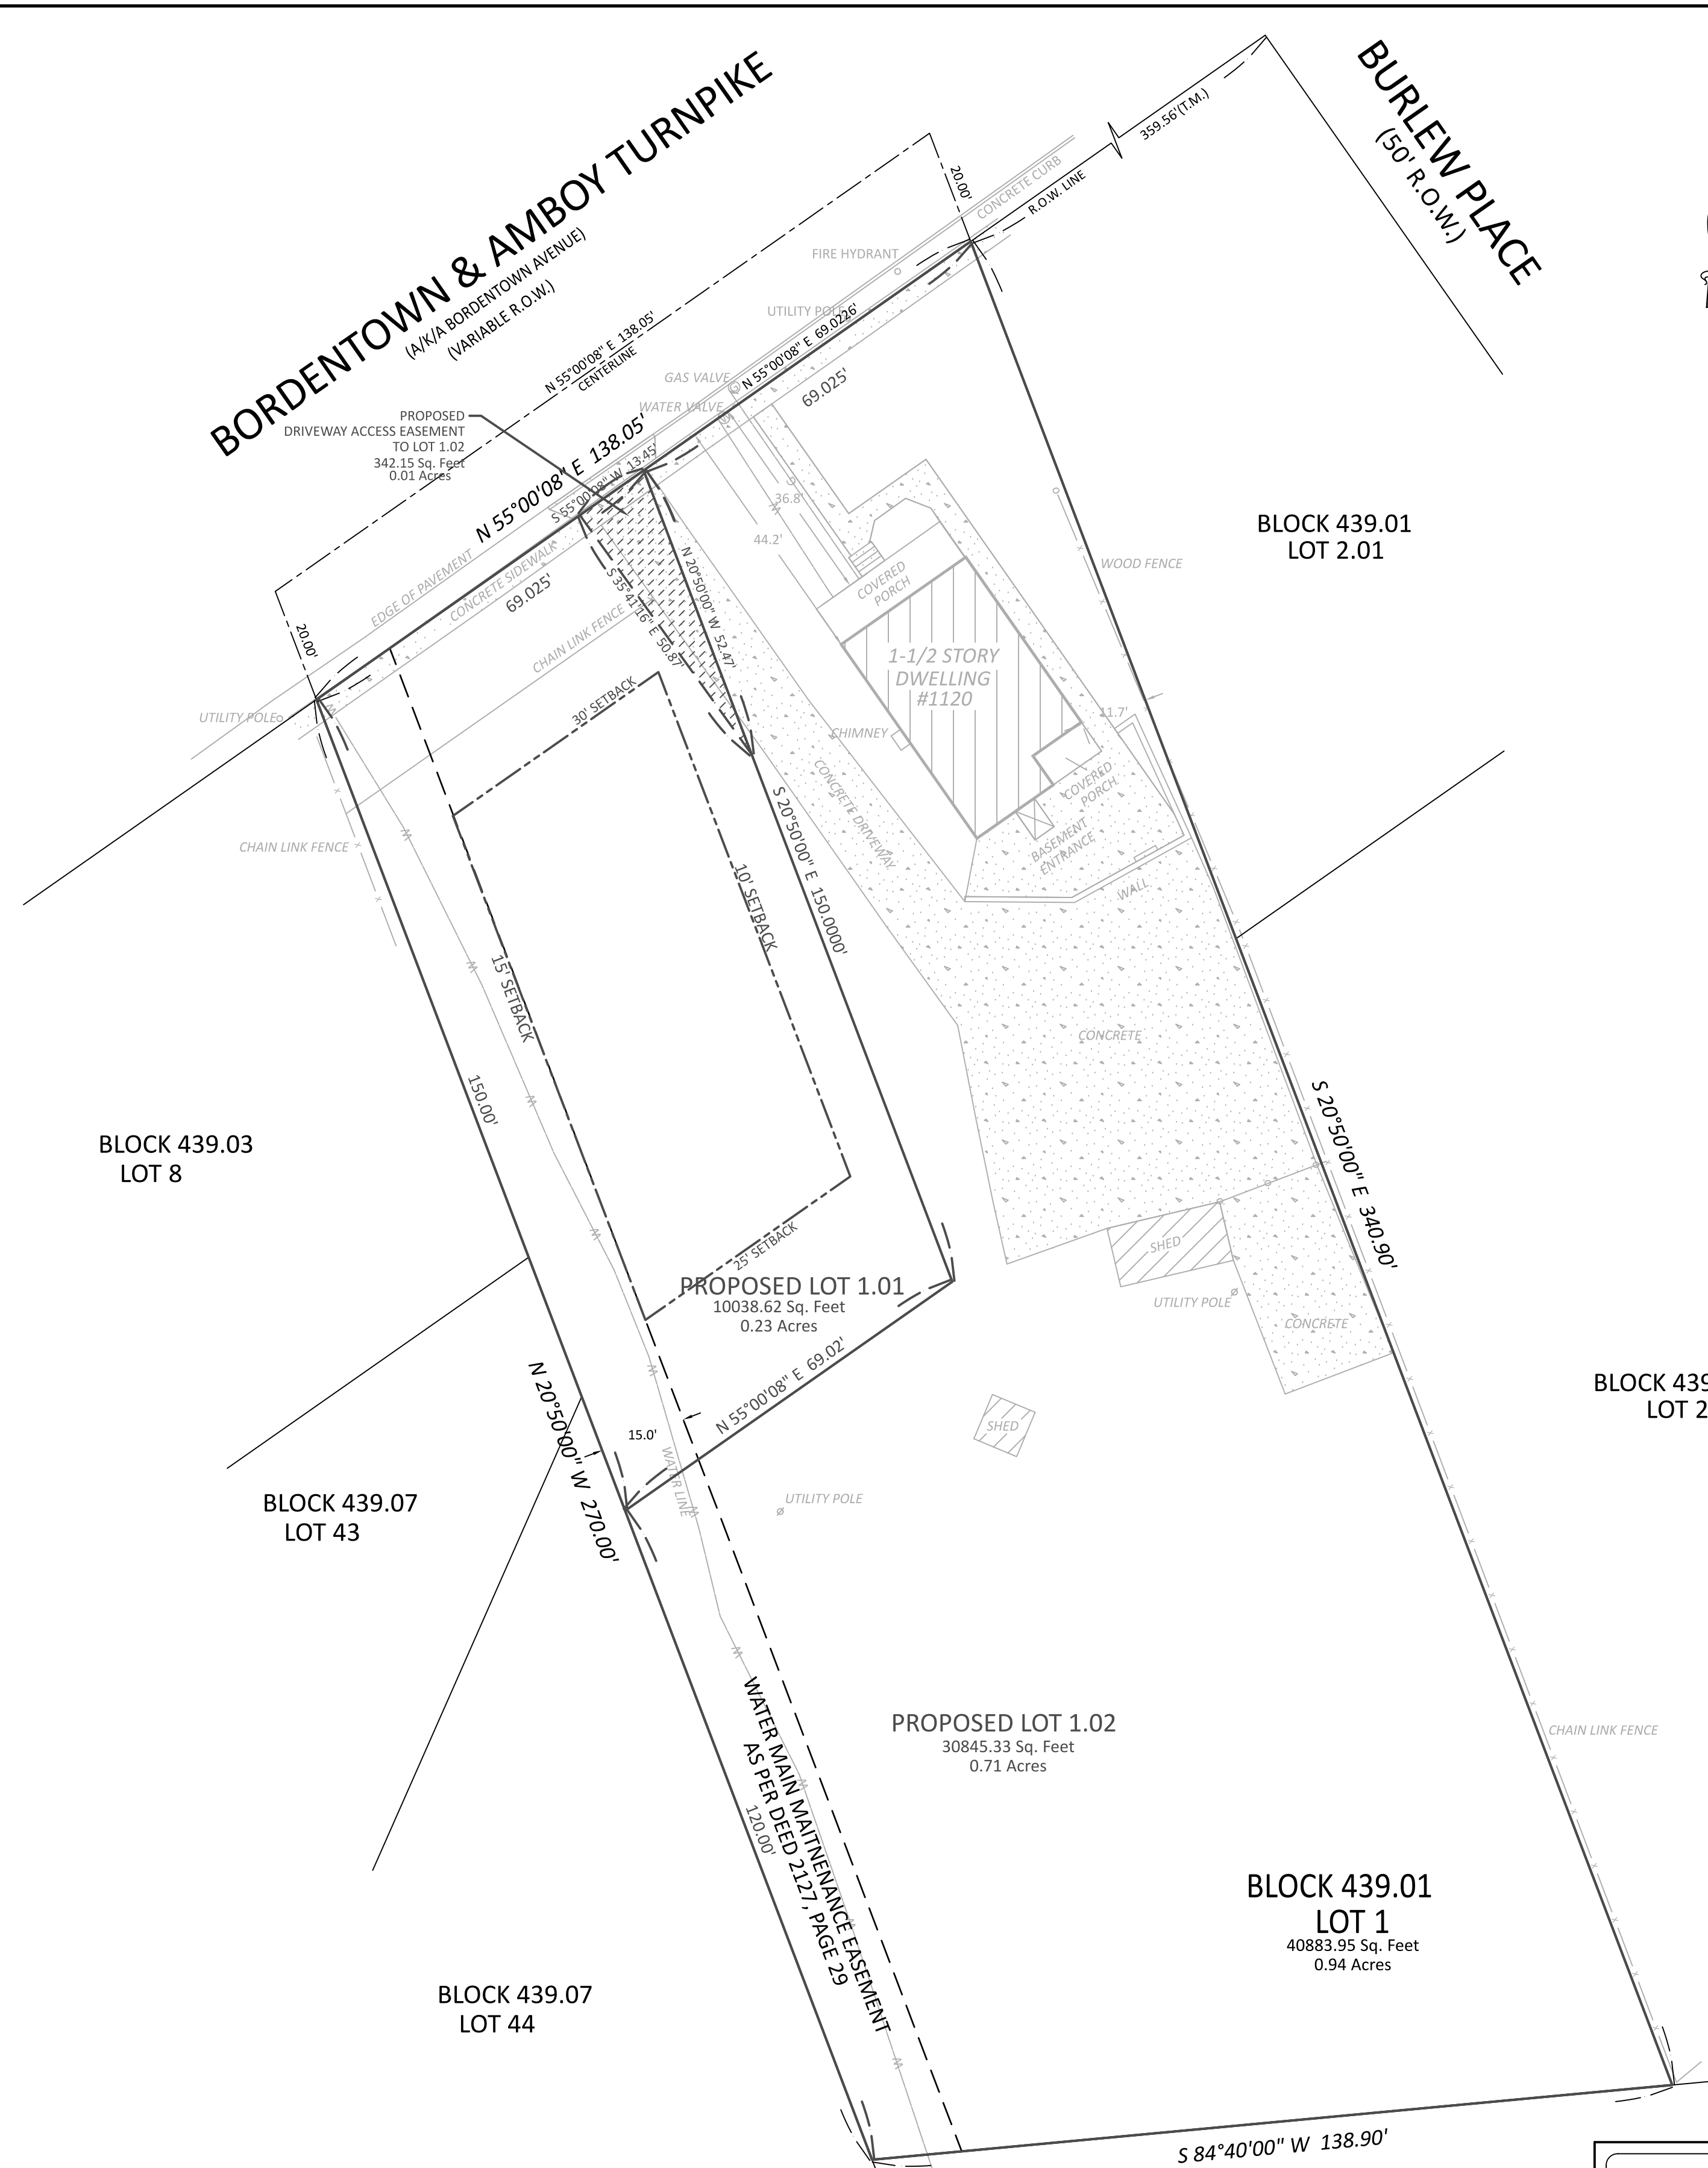 BORDENTOWN & AMBOY TURNPIKE
(A/K/A BORDENTOWN AVENUE)
(VARIABLE R.O.W.)
BURLEW PLACE
(50' R.O.W.)
359.56'(T.M.)
R.O.W. LINE
CONCRETE CURB
20.00'
FIRE HYDRANT
UTILITY POLE
N 55°00'08" E 69.0226'
69.025'
GAS VALVE
WATER VALVE
N 55°00'08" E 138.05'
CENTERLINE
PROPOSED
DRIVEWAY ACCESS EASEMENT
TO LOT 1.02
342.15 Sq. Feet
0.01 Acres
N 55°00'08" E 138.05'
S 55°00'08" W 13.45'
EDGE OF PAVEMENT
CONCRETE SIDEWALK
69.025'
CHAIN LINK FENCE
20.00'
UTILITY POLE
CHAIN LINK FENCE
S 35°41'16" E 50.87'
N 20°50'00" W 52.47'
30' SETBACK
10' SETBACK
15' SETBACK
25' SETBACK
S 20°50'00" E 150.0000'
44.2'
36.8'
S
W
G
COVERED
PORCH
1-1/2 STORY
DWELLING
#1120
CHIMNEY
CONCRETE DRIVEWAY
11.7'
COVERED
PORCH
BASEMENT
ENTRANCE
WALL
WOOD FENCE
BLOCK 439.01
LOT 2.01
CONCRETE
S 20°50'00" E 340.90'
SHED
UTILITY POLE
CONCRETE
SHED
UTILITY POLE
BLOCK 439.03
LOT 8
150.00'
PROPOSED LOT 1.01
10038.62 Sq. Feet
0.23 Acres
N 55°00'08" E 69.02'
15.0'
WATER LINE
N 20°50'00" W 270.00'
BLOCK 439.07
LOT 43
BLOCK 439
LOT 2
PROPOSED LOT 1.02
30845.33 Sq. Feet
0.71 Acres
CHAIN LINK FENCE
WATER MAIN MAITNENANCE EASEMENT
AS PER DEED 2127, PAGE 29
120.00'
BLOCK 439.01
LOT 1
40883.95 Sq. Feet
0.94 Acres
BLOCK 439.07
LOT 44
S 84°40'00" W 138.90'